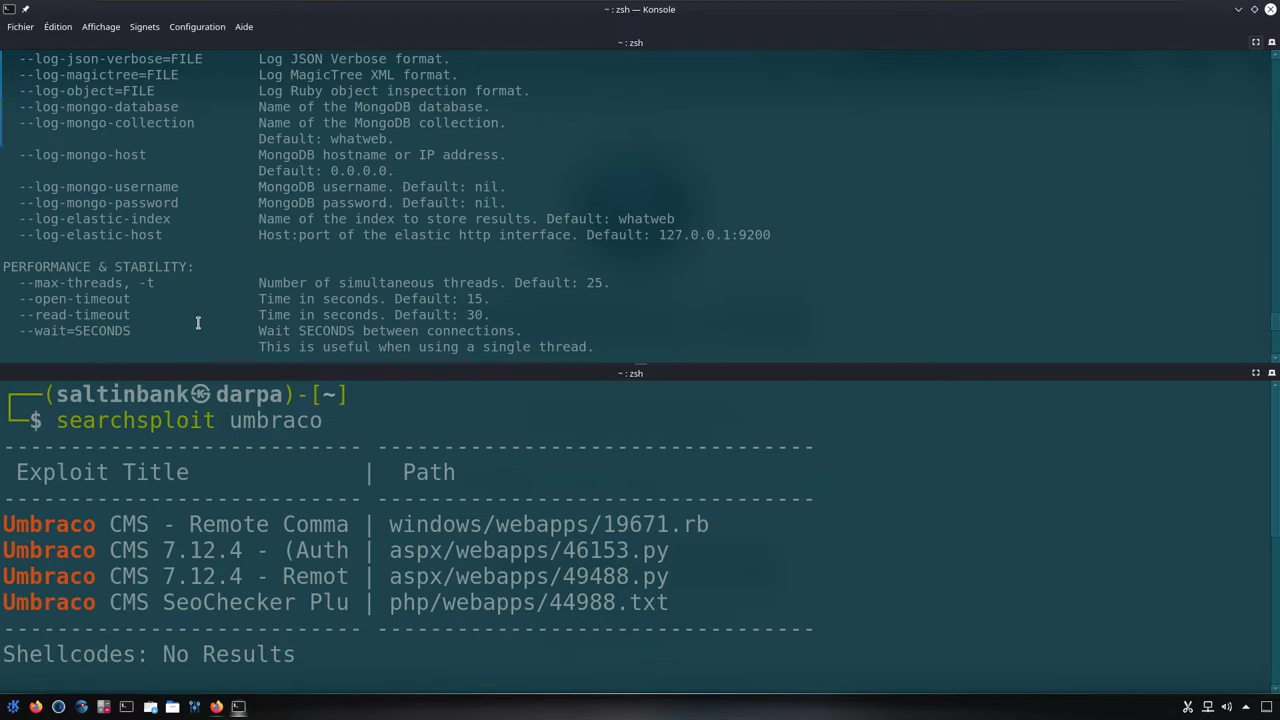 ~ : zsh — Konsole
Fichier Édition Affichage Signets Configuration Aide
~ : zsh
--log-json-verbose=FILE Log JSON Verbose format.
--log-magictree=FILE Log MagicTree XML format.
--log-object=FILE Log Ruby object inspection format.
--log-mongo-database Name of the MongoDB database.
--log-mongo-collection Name of the MongoDB collection.
Default: whatweb.
--log-mongo-host MongoDB hostname or IP address.
Default: 0.0.0.0.
--log-mongo-username MongoDB username. Default: nil.
--log-mongo-password MongoDB password. Default: nil.
--log-elastic-index Name of the index to store results. Default: whatweb
--log-elastic-host Host:port of the elastic http interface. Default: 127.0.0.1:9200
PERFORMANCE & STABILITY:
--max-threads, -t Number of simultaneous threads. Default: 25.
--open-timeout Time in seconds. Default: 15.
--read-timeout Time in seconds. Default: 30.
--wait=SECONDS Wait SECONDS between connections.
This is useful when using a single thread.
~ : zsh
┌──(saltinbank㉿darpa)-[~]
└─$ searchsploit umbraco
--------------------------- ---------------------------------
Exploit Title | Path
--------------------------- ---------------------------------
Umbraco CMS - Remote Comma | windows/webapps/19671.rb
Umbraco CMS 7.12.4 - (Auth | aspx/webapps/46153.py
Umbraco CMS 7.12.4 - Remot | aspx/webapps/49488.py
Umbraco CMS SeoChecker Plu | php/webapps/44988.txt
--------------------------- ---------------------------------
Shellcodes: No Results